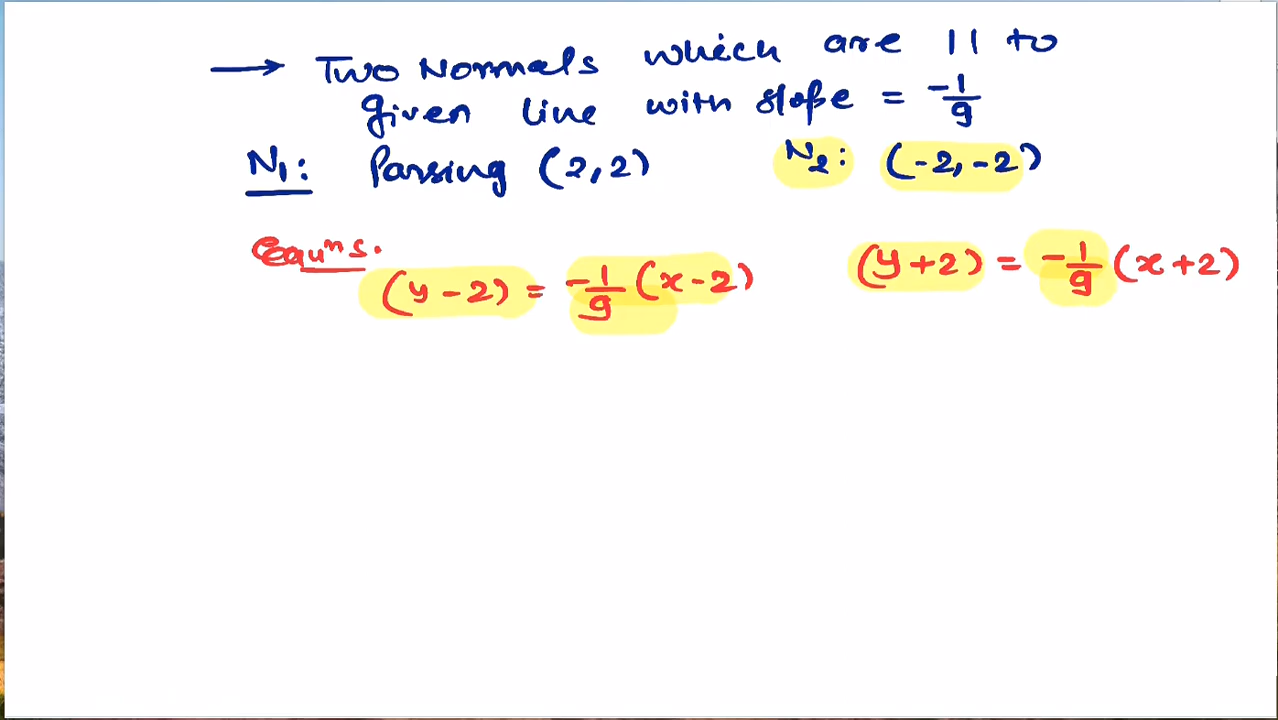 → Two Normals which are || to
given line with slope = -1/9
N₁: Parsing (2,2) N₂: (-2,-2)
Equⁿs.
(y-2) = -1/9 (x-2) (y+2) = -1/9 (x+2)